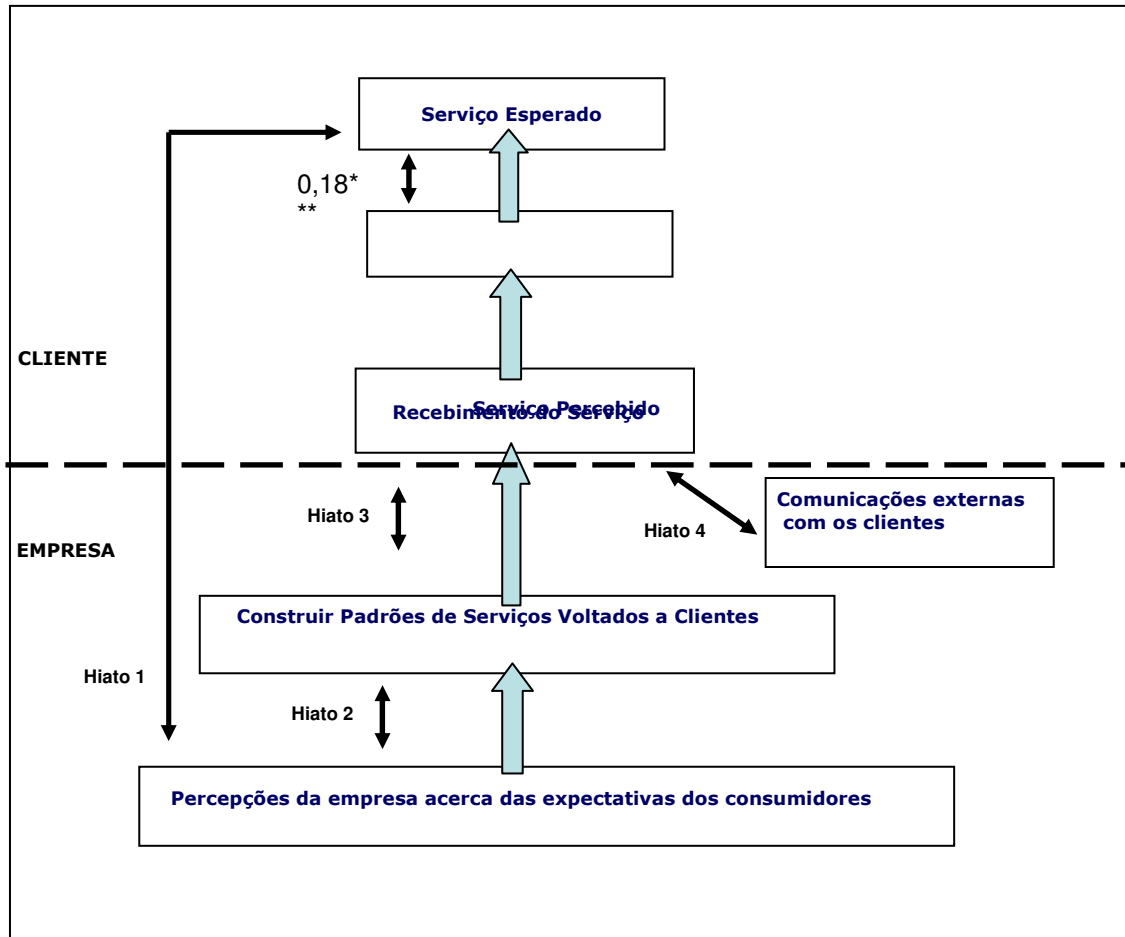 Serviço Esperado
0,18*
**
CLIENTE
Serviço Percebido
Recebimento do Serviço
Hiato 3
Comunicações externas
com os clientes
Hiato 4
EMPRESA
Construir Padrões de Serviços Voltados a Clientes
Hiato 1
Hiato 2
Percepções da empresa acerca das expectativas dos consumidores